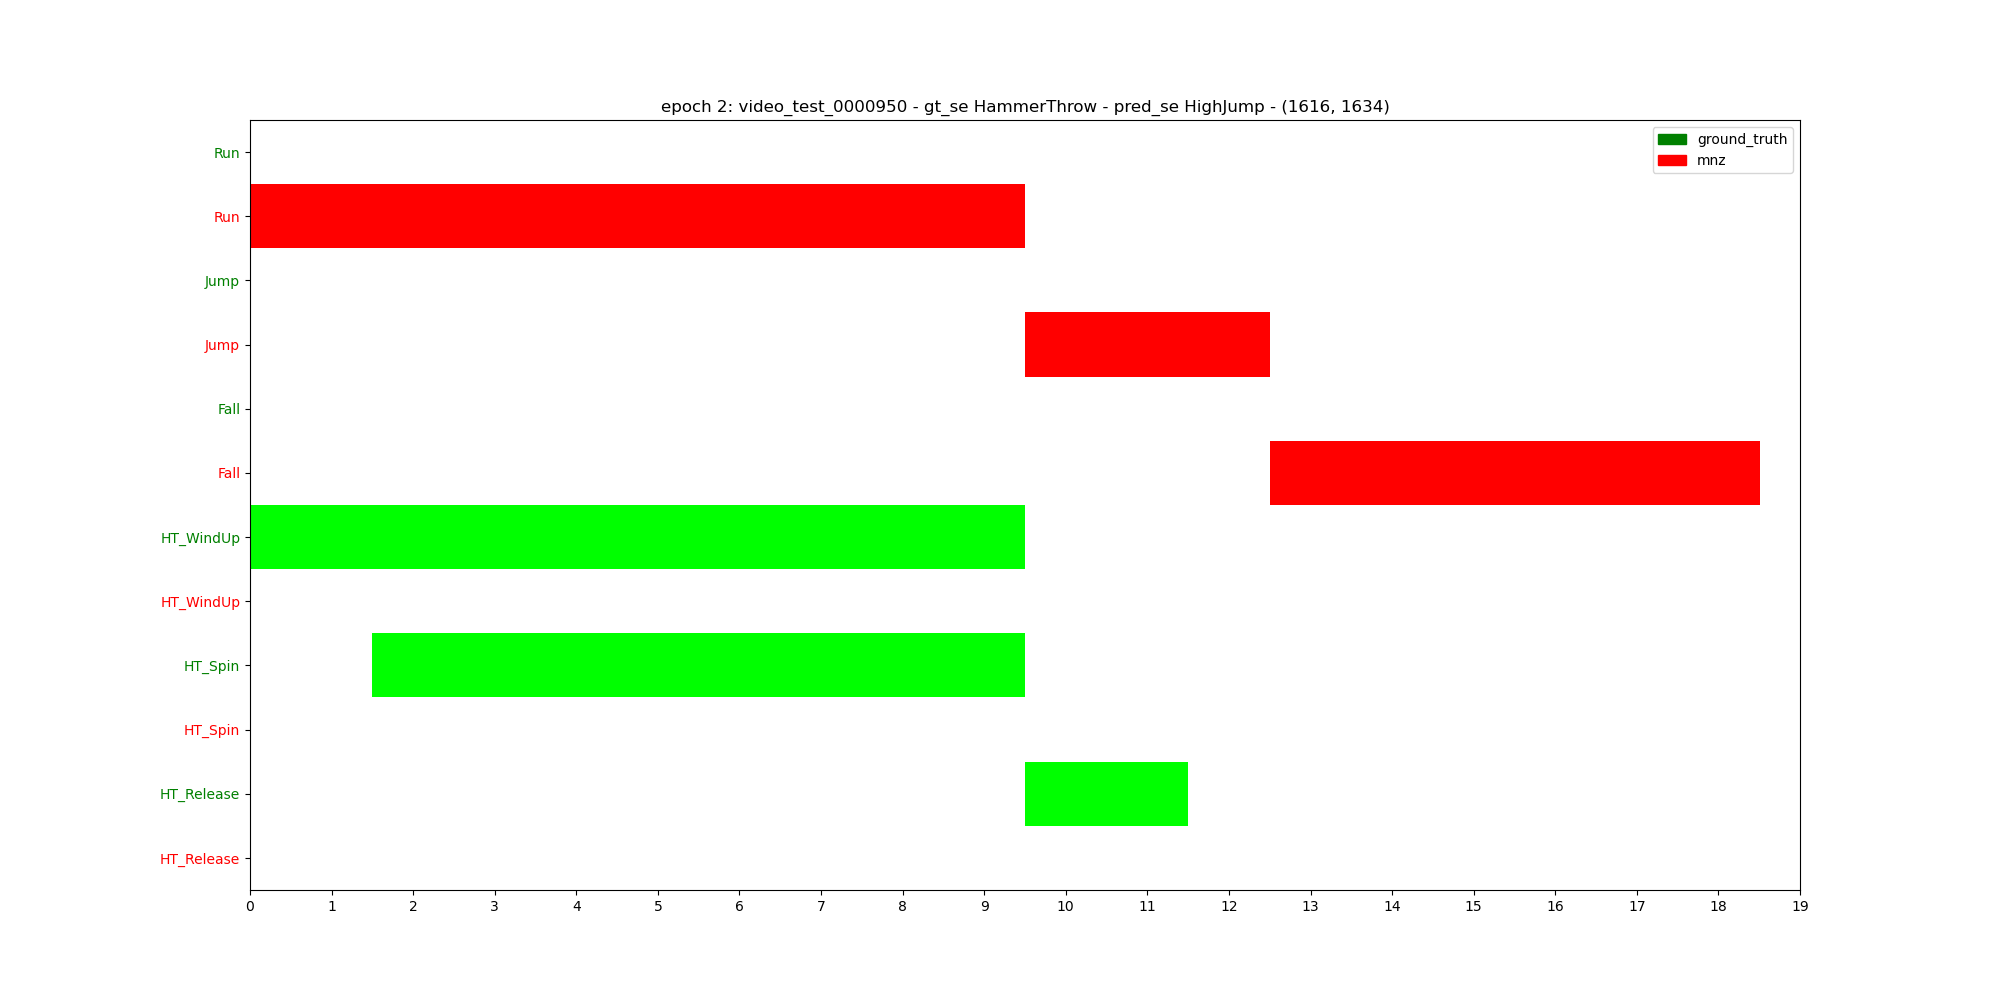 epoch 2: video_test_0000950 - gt_se HammerThrow - pred_se HighJump - (1616, 1634)
ground_truth
mnz
Run
Run
Jump
Jump
Fall
Fall
HT_WindUp
HT_WindUp
HT_Spin
HT_Spin
HT_Release
HT_Release
0 1 2 3 4 5 6 7 8 9 10 11 12 13 14 15 16 17 18 19